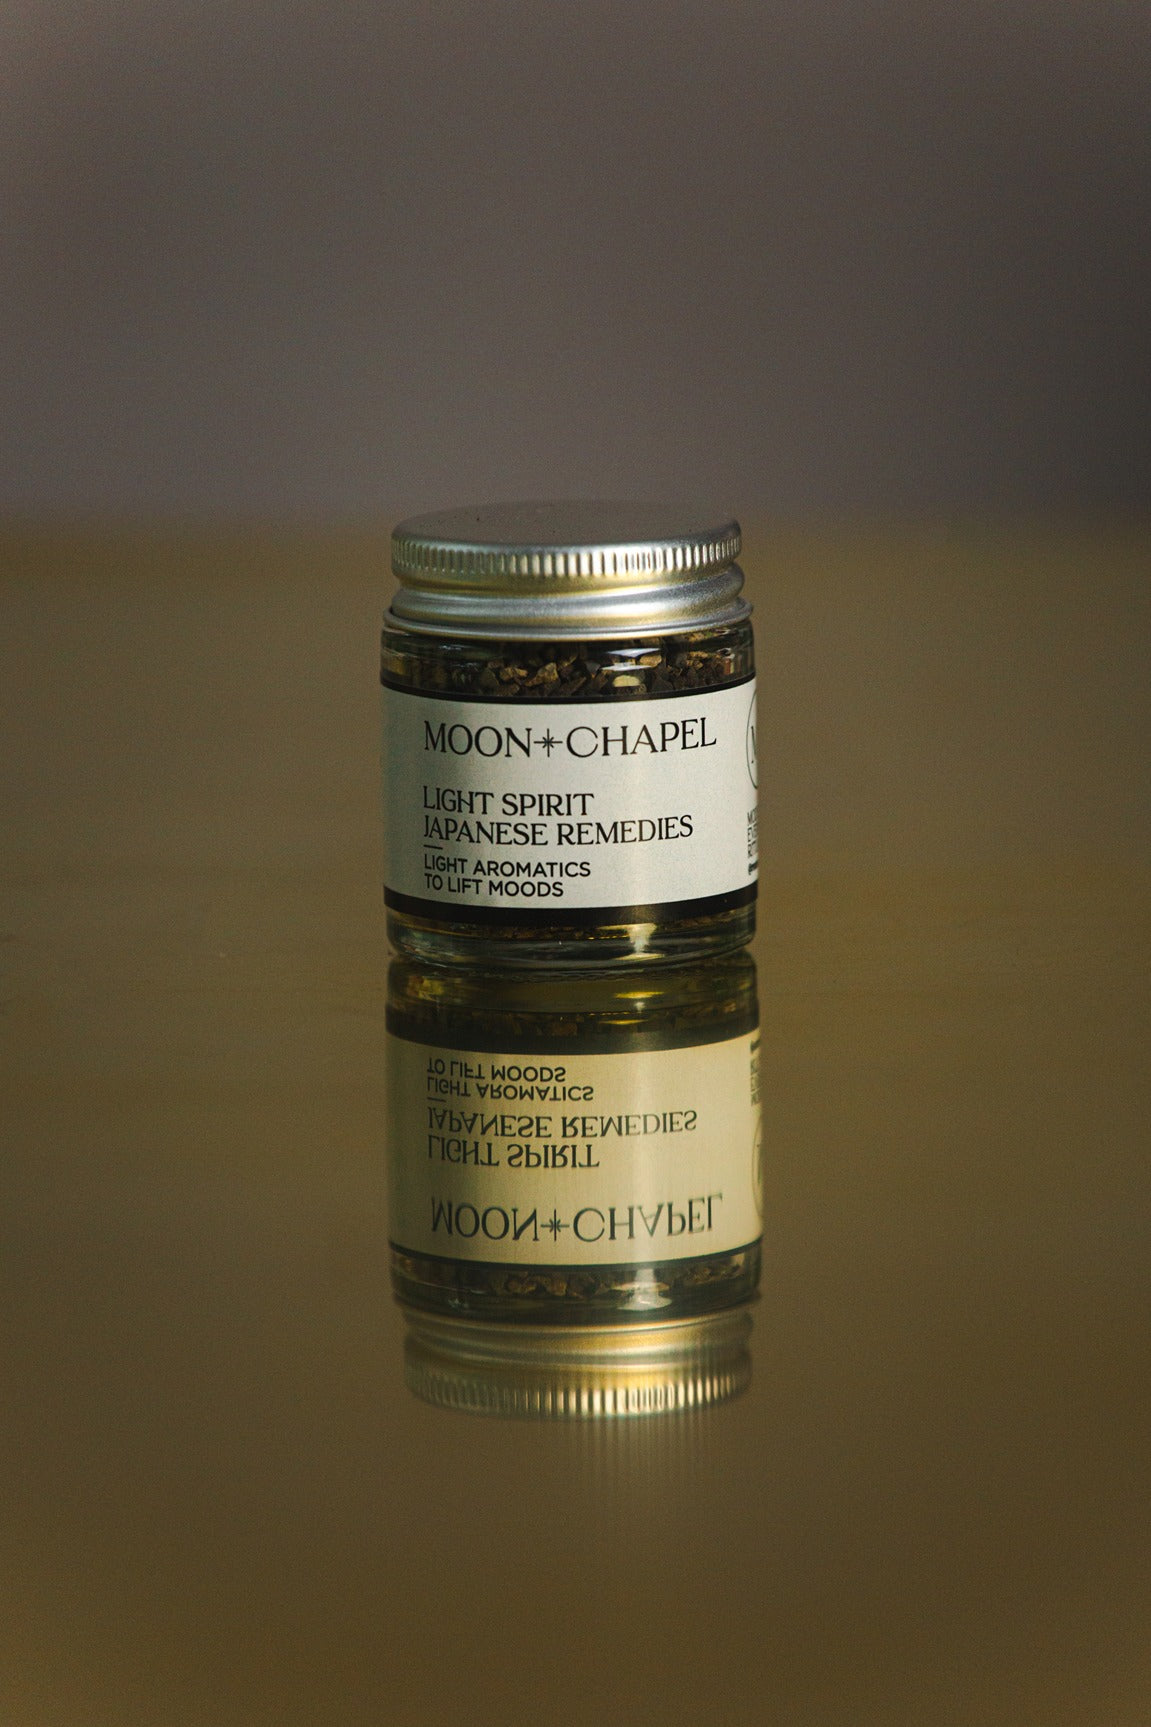 MOON+CHAPEL
LIGHT SPIRIT
JAPANESE REMEDIES
LIGHT AROMATICS
TO LIFT MOODS